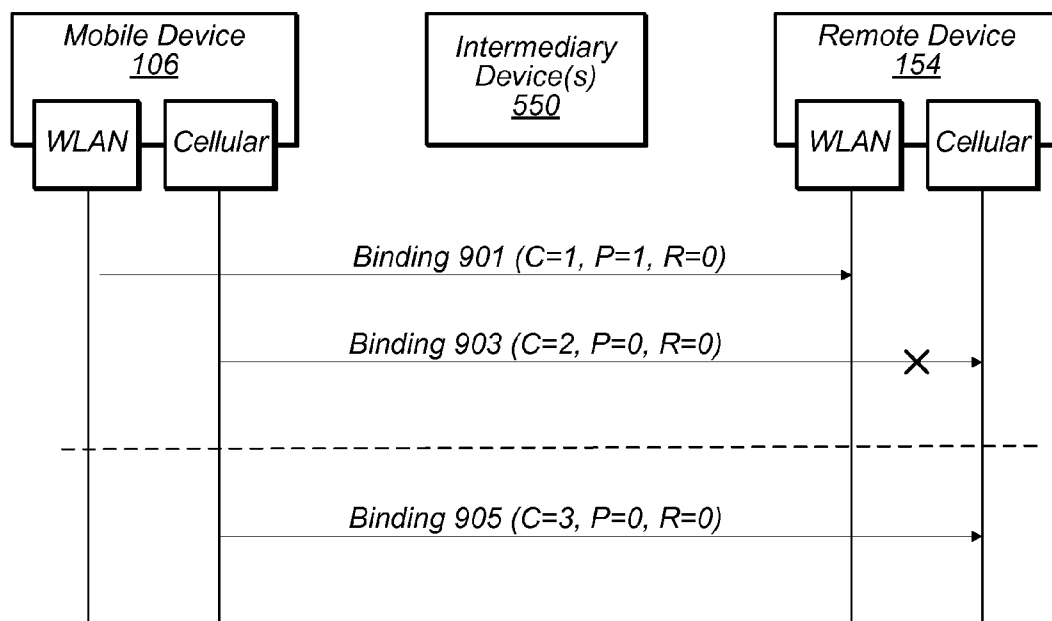 Mobile Device
106
WLAN
Cellular
Intermediary
Device(s)
550
Remote Device
154
WLAN
Cellular
Binding 901 (C=1, P=1, R=0)
Binding 903 (C=2, P=0, R=0)
Binding 905 (C=3, P=0, R=0)